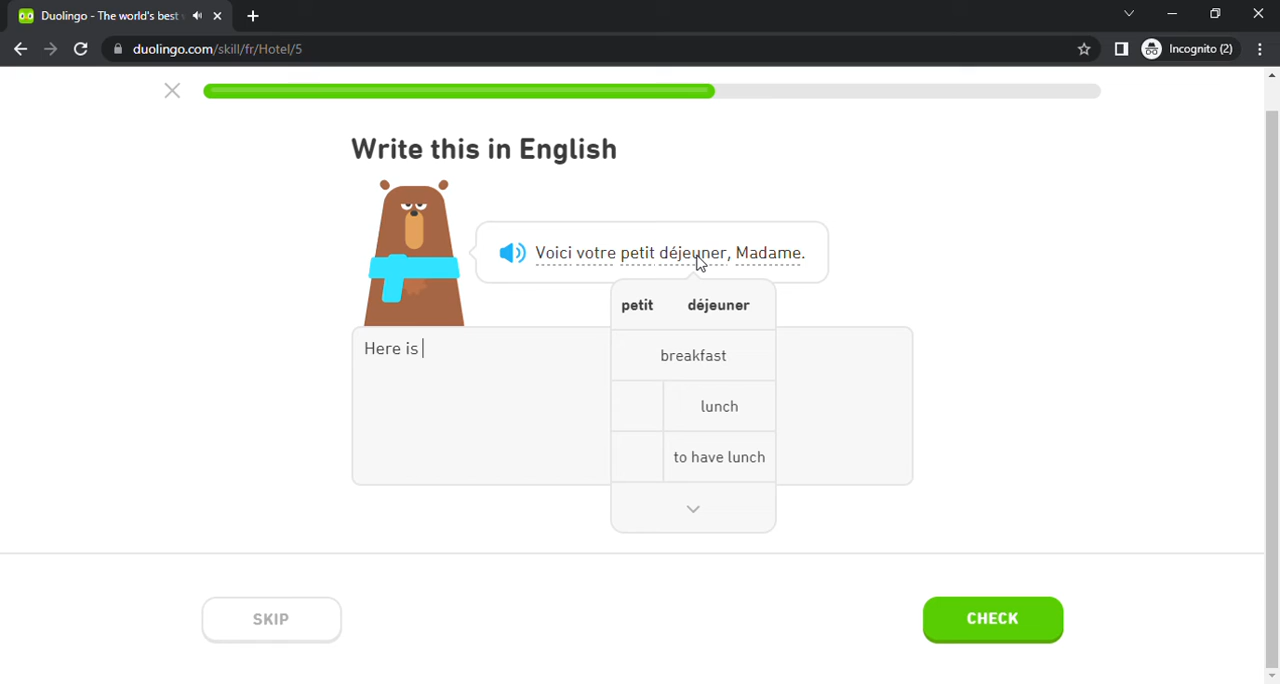 Duolingo - The world's best
duolingo.com/skill/fr/Hotel/5
Incognito (2)
Write this in English
Voici votre petit déjeuner, Madame.
petit déjeuner
breakfast
lunch
to have lunch
Here is
SKIP
CHECK